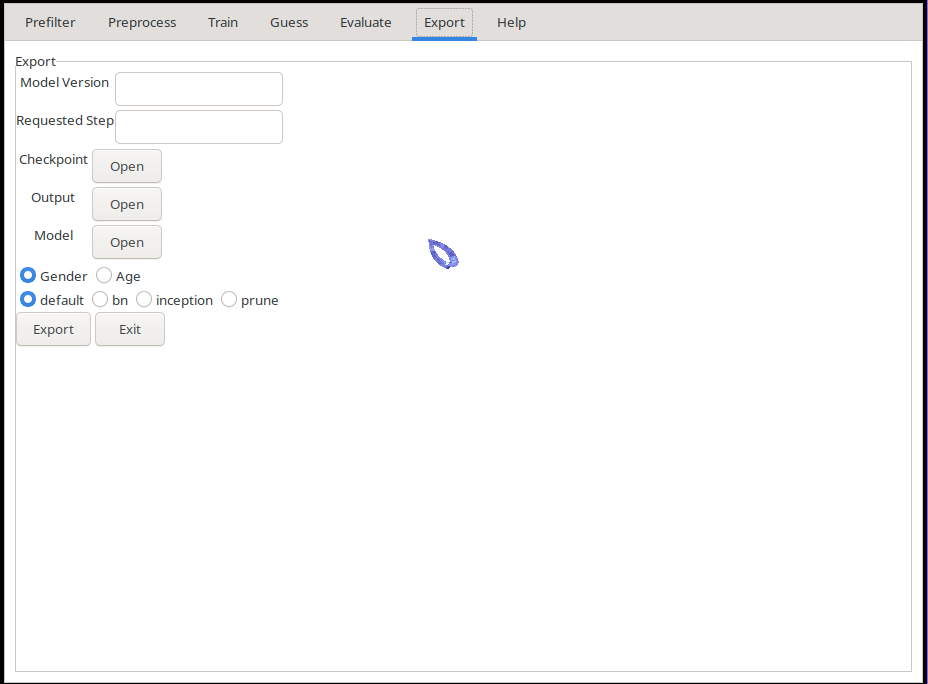 Prefilter Preprocess Train Guess Evaluate Export Help
Export
Model Version
Requested Step
Checkpoint Open
Output Open
Model Open
Gender Age
default bn inception prune
Export Exit